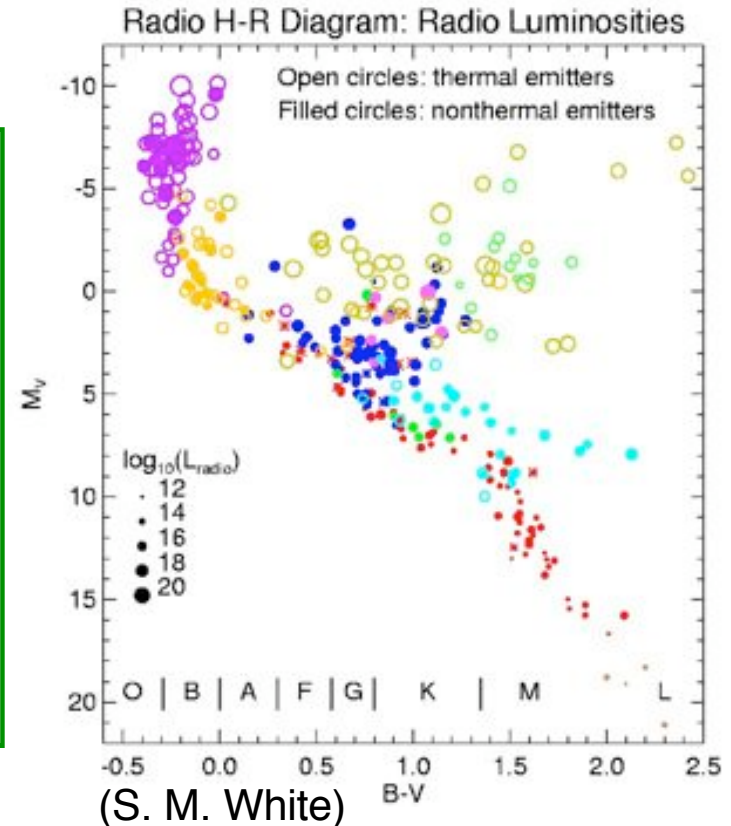 Radio H-R Diagram: Radio Luminosities
Open circles: thermal emitters
Filled circles: nonthermal emitters
-10
-5
0
5
10
15
20
M_V
log₁₀(L_radio)
12
14
16
18
20
O | B | A | F | G | K | M L
-0.5 0.0 0.5 1.0 1.5 2.0 2.5
B-V
(S. M. White)